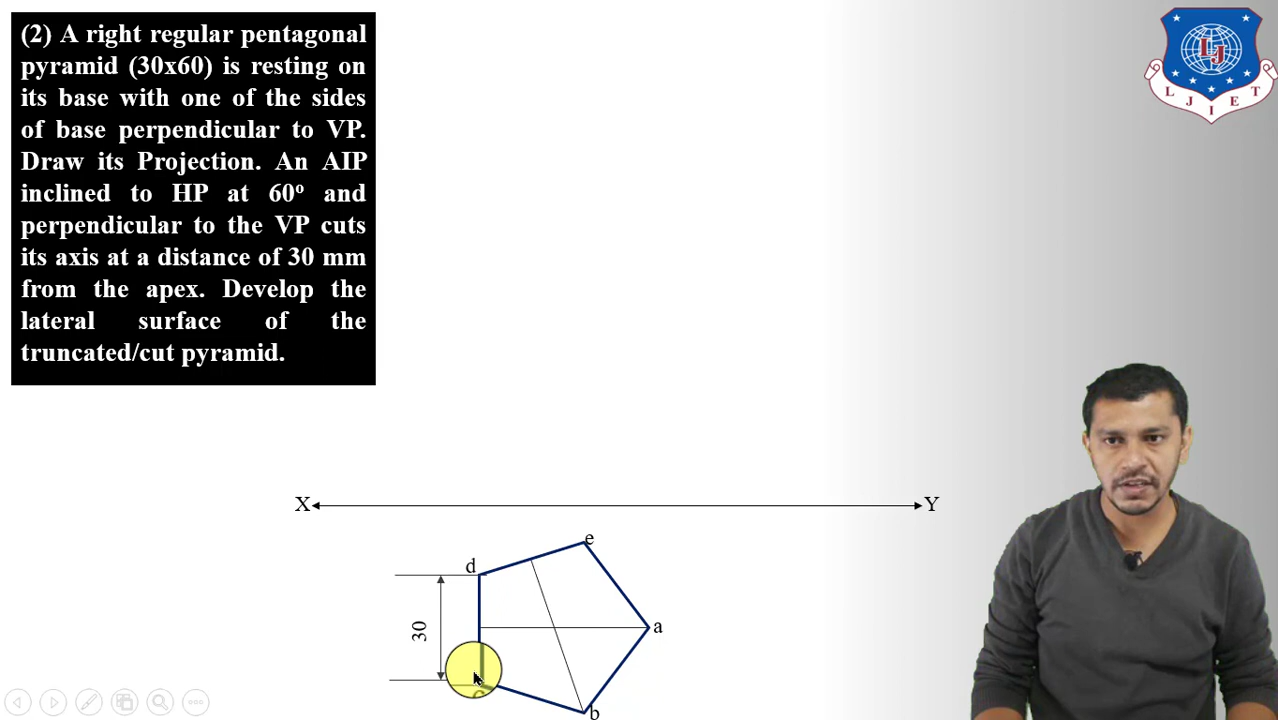 (2) A right regular pentagonal
pyramid (30x60) is resting on
its base with one of the sides
of base perpendicular to VP.
Draw its Projection. An AIP
inclined to HP at 60º and
perpendicular to the VP cuts
its axis at a distance of 30 mm
from the apex. Develop the
lateral surface of the
truncated/cut pyramid.
LJ
L J I E T
X Y
e
d
30
a
b